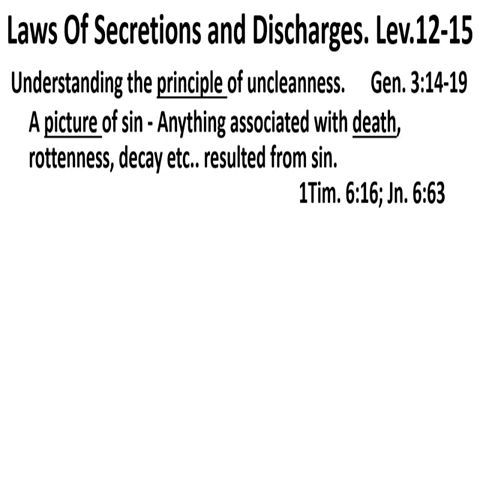 Laws Of Secretions and Discharges. Lev.12-15
Understanding the principle of uncleanness. Gen. 3:14-19
A picture of sin - Anything associated with death,
rottenness, decay etc.. resulted from sin.
1Tim. 6:16; Jn. 6:63